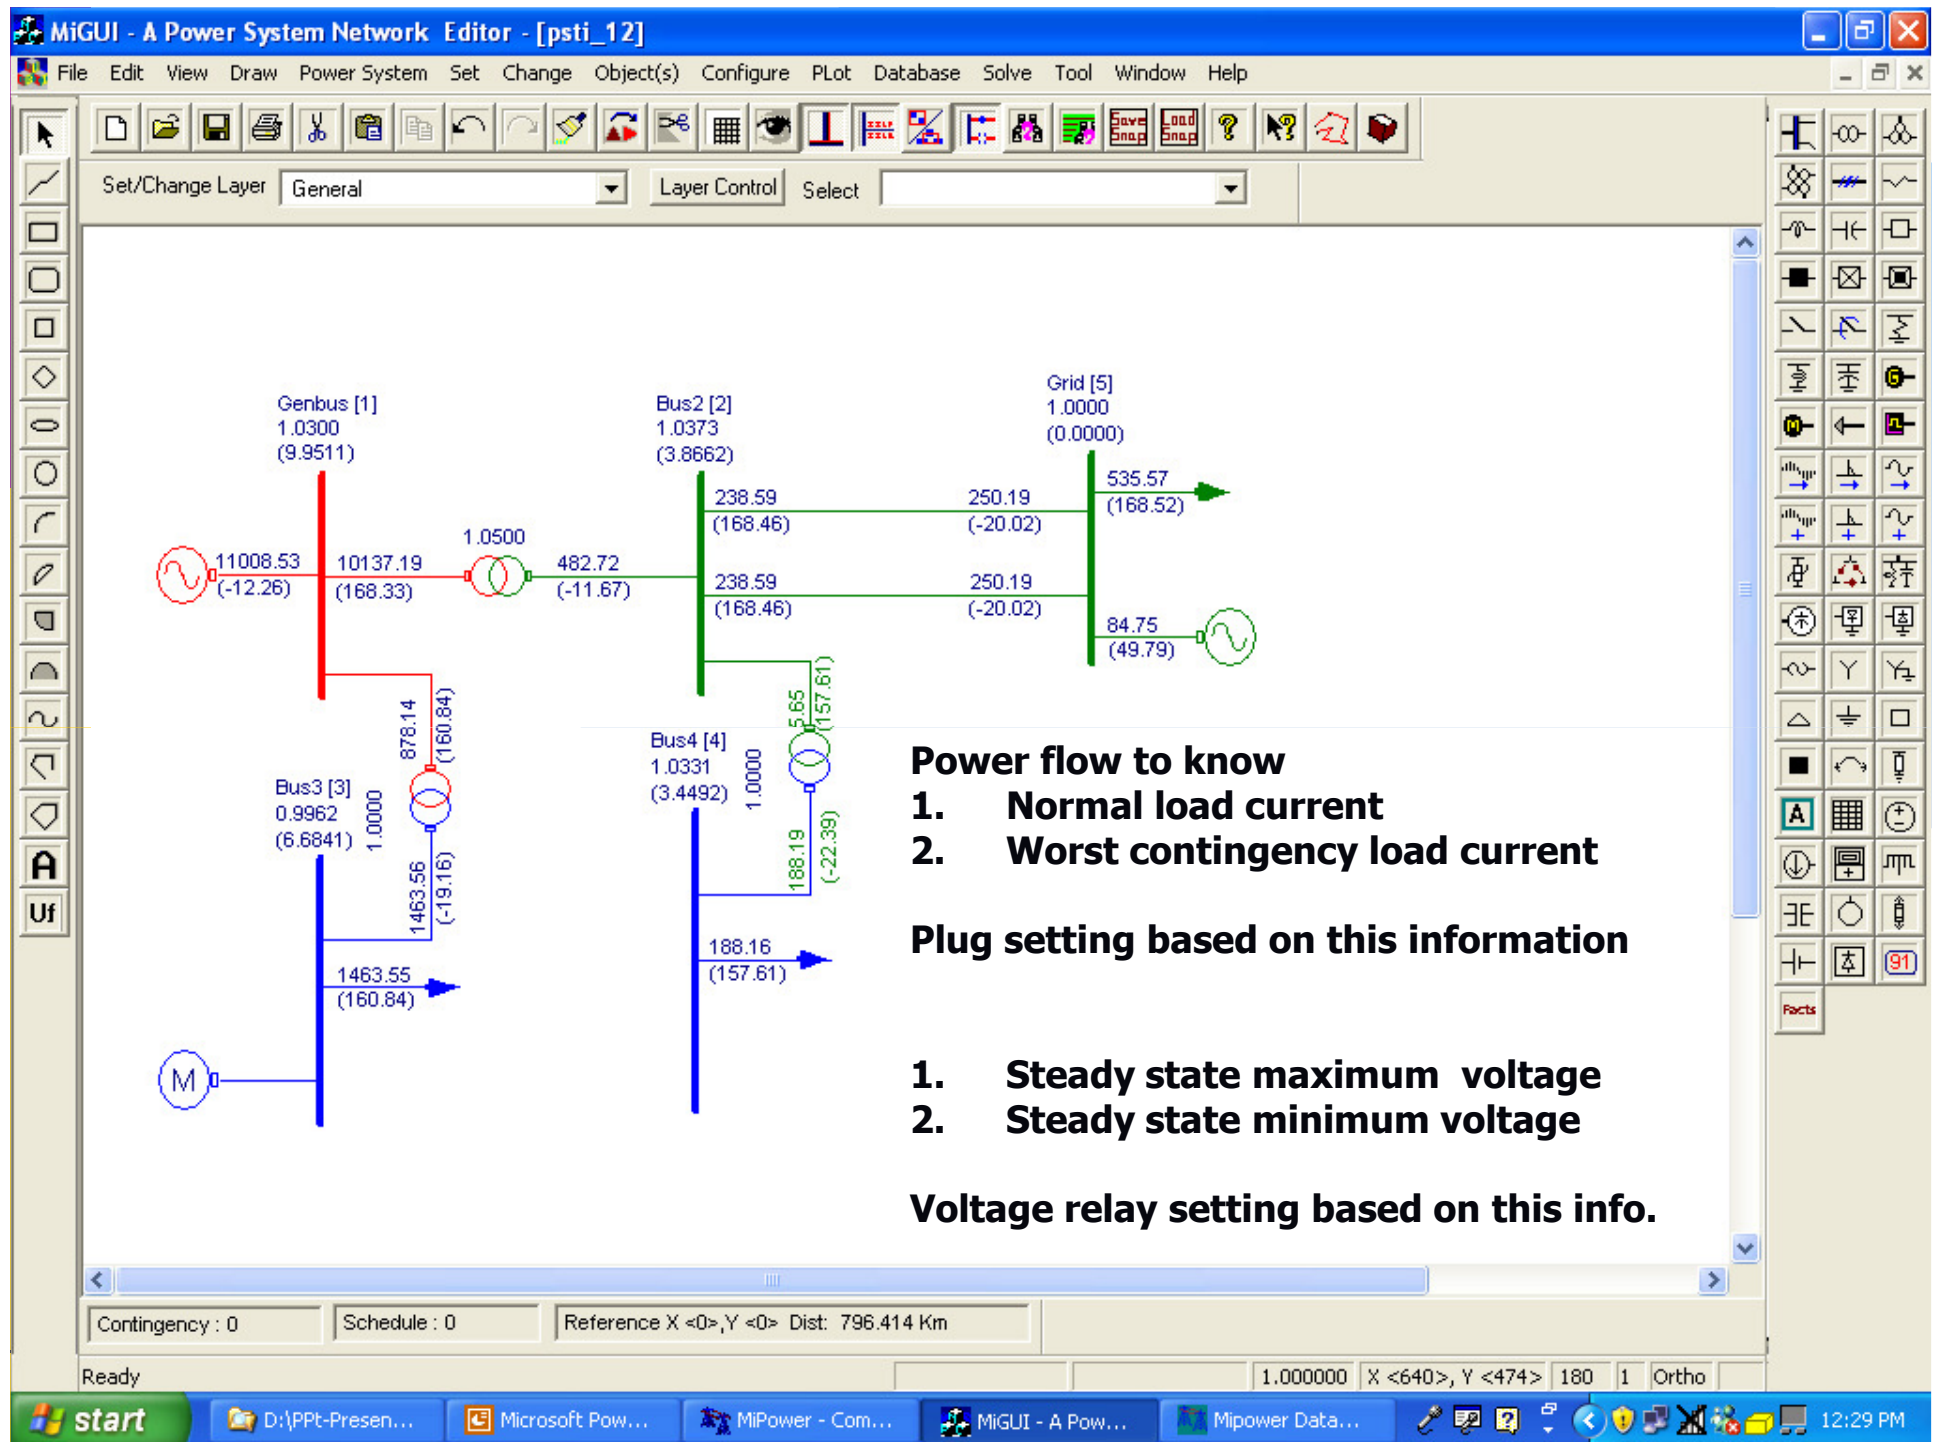 MiGUI - A Power System Network Editor - [psti_12]
File Edit View Draw Power System Set Change Object(s) Configure PLot Database Solve Tool Window Help
Save Snap Load Snap
Set/Change Layer General Layer Control Select
Genbus [1]
1.0300
(9.9511)
Bus2 [2]
1.0373
(3.8662)
Grid [5]
1.0000
(0.0000)
11008.53
(-12.26)
10137.19
(168.33)
1.0500
482.72
(-11.67)
238.59
(168.46)
250.19
(-20.02)
238.59
(168.46)
250.19
(-20.02)
535.57
(168.52)
84.75
(49.79)
878.14
(160.84)
5.65
(157.61)
Bus3 [3]
0.9962
(6.6841)
1.0000
1463.56
(-19.16)
1463.55
(160.84)
M
Bus4 [4]
1.0331
(3.4492)
1.0000
188.19
(-22.39)
188.16
(157.61)
Power flow to know
1. Normal load current
2. Worst contingency load current
Plug setting based on this information
1. Steady state maximum voltage
2. Steady state minimum voltage
Voltage relay setting based on this info.
A
Uf
A
(91)
Facts
Contingency : 0 Schedule : 0 Reference X <0>,Y <0> Dist: 796.414 Km
Ready 1.000000 X <640>, Y <474> 180 1 Ortho
start D:\PPt-Presen... Microsoft Pow... MiPower - Com... MiGUI - A Pow... Mipower Data... 12:29 PM